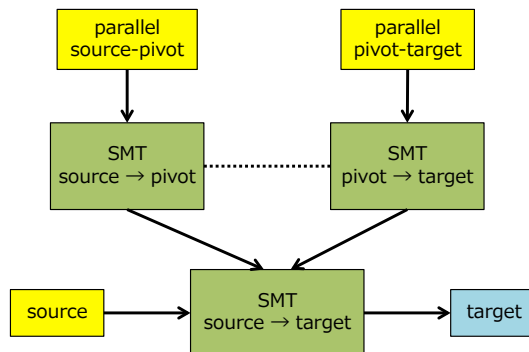 parallel
source-pivot
parallel
pivot-target
SMT
source → pivot
SMT
pivot → target
source
SMT
source → target
target